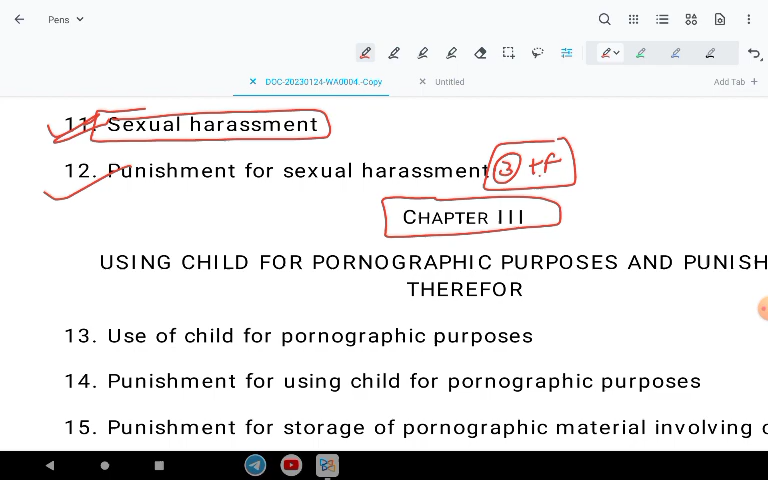 Pens
DOC-20230124-WA0004.-Copy
Untitled
Add Tab
11. Sexual harassment
12. Punishment for sexual harassment ③ +f
CHAPTER III
USING CHILD FOR PORNOGRAPHIC PURPOSES AND PUNISH
THEREFOR
13. Use of child for pornographic purposes
14. Punishment for using child for pornographic purposes
15. Punishment for storage of pornographic material involving c